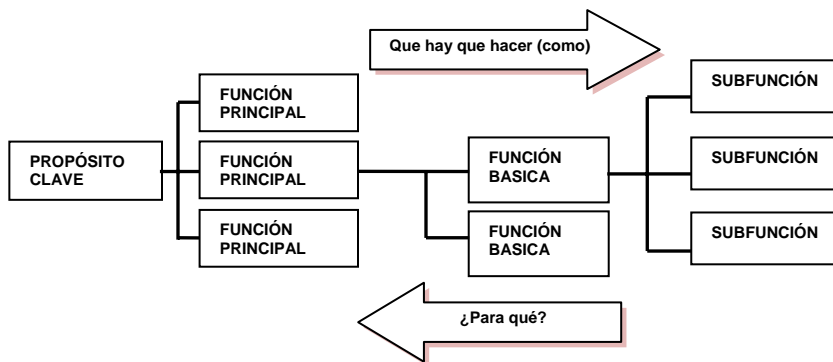 Que hay que hacer (como)
PROPÓSITO
CLAVE
FUNCIÓN
PRINCIPAL
FUNCIÓN
PRINCIPAL
FUNCIÓN
PRINCIPAL
FUNCIÓN
BASICA
FUNCIÓN
BASICA
SUBFUNCIÓN
SUBFUNCIÓN
SUBFUNCIÓN
¿Para qué?